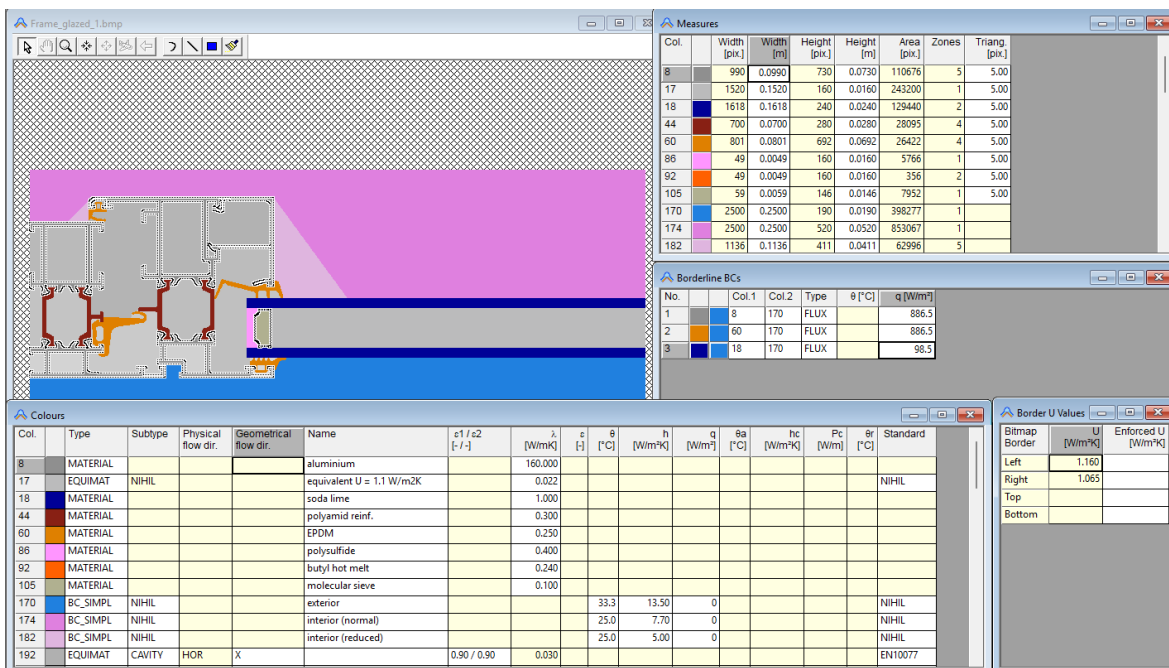 Frame_glazed_1.bmp
Measures
Col. Width [pix.] Width [m] Height [pix.] Height [m] Area [pix.] Zones Triang. [pix.]
8 990 0.0990 730 0.0730 110676 5 5.00
17 1520 0.1520 160 0.0160 243200 1 5.00
18 1618 0.1618 240 0.0240 129440 2 5.00
44 700 0.0700 280 0.0280 28095 4 5.00
60 801 0.0801 692 0.0692 26422 4 5.00
86 49 0.0049 160 0.0160 5766 1 5.00
92 49 0.0049 160 0.0160 356 2 5.00
105 59 0.0059 146 0.0146 7952 1 5.00
170 2500 0.2500 190 0.0190 398277 1
174 2500 0.2500 520 0.0520 853067 1
182 1136 0.1136 411 0.0411 62996 5
Borderline BCs
No. Col.1 Col.2 Type θ [°C] q [W/m²]
1 8 170 FLUX 886.5
2 60 170 FLUX 886.5
3 18 170 FLUX 98.5
Colours
Col. Type Subtype Physical flow dir. Geometrical flow dir. Name ε1 / ε2 [- / -] λ [W/mK] ε [-] θ [°C] h [W/m²K] q [W/m²] θa [°C] hc [W/m²K] Pc [W/m] θr [°C] Standard
8 MATERIAL aluminium 160.000
17 EQUIMAT NIHIL equivalent U = 1.1 W/m2K 0.022 NIHIL
18 MATERIAL soda lime 1.000
44 MATERIAL polyamid reinf. 0.300
60 MATERIAL EPDM 0.250
86 MATERIAL polysulfide 0.400
92 MATERIAL butyl hot melt 0.240
105 MATERIAL molecular sieve 0.100
170 BC_SIMPL NIHIL exterior 33.3 13.50 0 NIHIL
174 BC_SIMPL NIHIL interior (normal) 25.0 7.70 0 NIHIL
182 BC_SIMPL NIHIL interior (reduced) 25.0 5.00 0 NIHIL
192 EQUIMAT CAVITY HOR X 0.90 / 0.90 0.030 EN10077
Border U Values
Bitmap Border U [W/m²K] Enforced U [W/m²K]
Left 1.160
Right 1.065
Top
Bottom